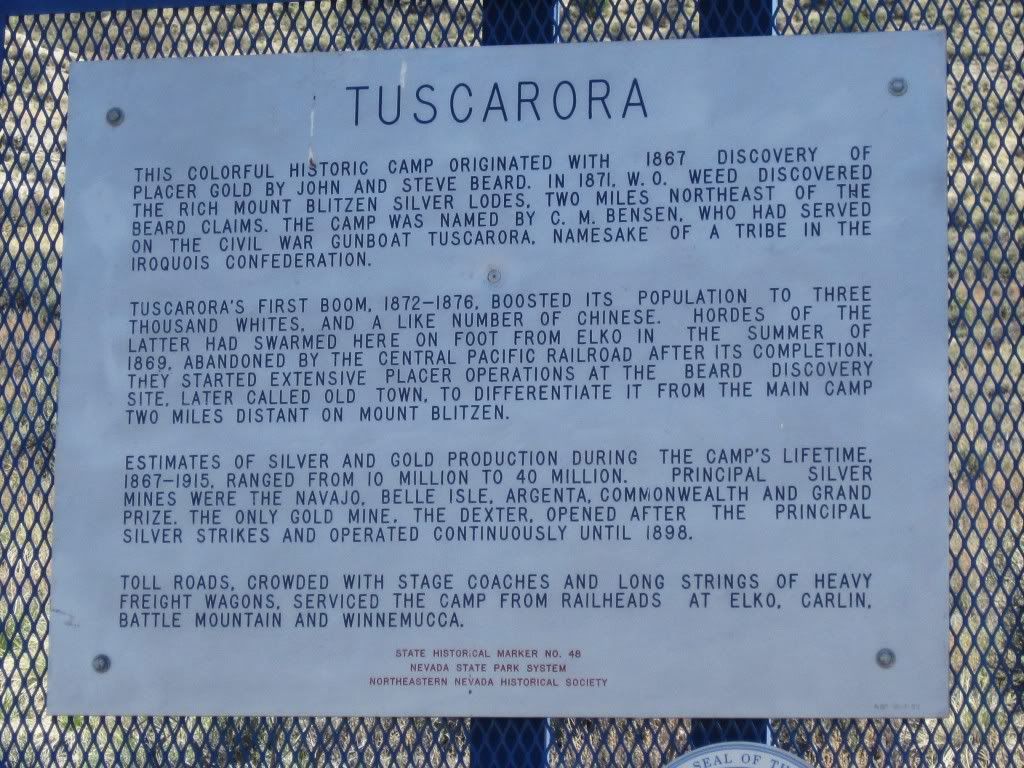 TUSCARORA
THIS COLORFUL HISTORIC CAMP ORIGINATED WITH 1867 DISCOVERY OF
PLACER GOLD BY JOHN AND STEVE BEARD. IN 1871, W. O. WEED DISCOVERED
THE RICH MOUNT BLITZEN SILVER LODES, TWO MILES NORTHEAST OF THE
BEARD CLAIMS. THE CAMP WAS NAMED BY C. M. BENSEN, WHO HAD SERVED
ON THE CIVIL WAR GUNBOAT TUSCARORA, NAMESAKE OF A TRIBE IN THE
IROQUOIS CONFEDERATION.
TUSCARORA'S FIRST BOOM, 1872-1876, BOOSTED ITS POPULATION TO THREE
THOUSAND WHITES, AND A LIKE NUMBER OF CHINESE. HORDES OF THE
LATTER HAD SWARMED HERE ON FOOT FROM ELKO IN THE SUMMER OF
1869, ABANDONED BY THE CENTRAL PACIFIC RAILROAD AFTER ITS COMPLETION.
THEY STARTED EXTENSIVE PLACER OPERATIONS AT THE BEARD DISCOVERY
SITE, LATER CALLED OLD TOWN, TO DIFFERENTIATE IT FROM THE MAIN CAMP
TWO MILES DISTANT ON MOUNT BLITZEN.
ESTIMATES OF SILVER AND GOLD PRODUCTION DURING THE CAMP'S LIFETIME,
1867-1915, RANGED FROM 10 MILLION TO 40 MILLION. PRINCIPAL SILVER
MINES WERE THE NAVAJO, BELLE ISLE, ARGENTA, COMMONWEALTH AND GRAND
PRIZE. THE ONLY GOLD MINE, THE DEXTER, OPENED AFTER THE PRINCIPAL
SILVER STRIKES AND OPERATED CONTINUOUSLY UNTIL 1898.
TOLL ROADS, CROWDED WITH STAGE COACHES AND LONG STRINGS OF HEAVY
FREIGHT WAGONS, SERVICED THE CAMP FROM RAILHEADS AT ELKO, CARLIN,
BATTLE MOUNTAIN AND WINNEMUCCA.
STATE HISTORICAL MARKER NO. 48
NEVADA STATE PARK SYSTEM
NORTHEASTERN NEVADA HISTORICAL SOCIETY
SEAL OF